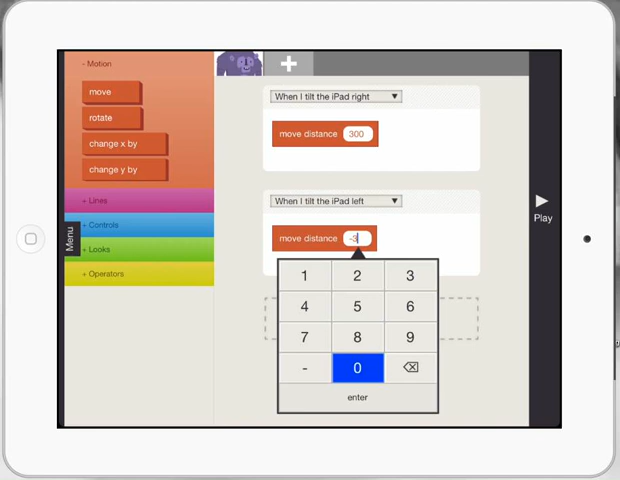 - Motion
move
rotate
change x by
change y by
+ Lines
+ Controls
+ Looks
+ Operators
Menu
+
When I tilt the iPad right ▼
move distance 300
When I tilt the iPad left ▼
move distance -3
1 2 3
4 5 6
7 8 9
- 0
enter
Play